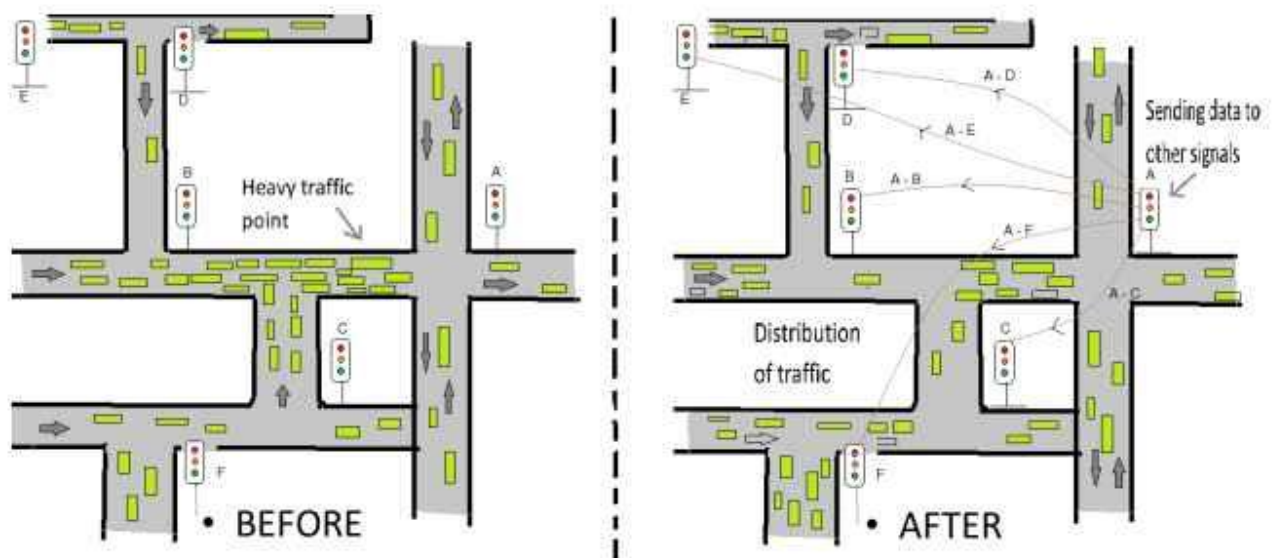 E
D
B
A
Heavy traffic
point
C
F
• BEFORE
E
D
A - D
A - E
Sending data to
other signals
B
A - B
A
A - F
A - C
Distribution
of traffic
C
F
• AFTER